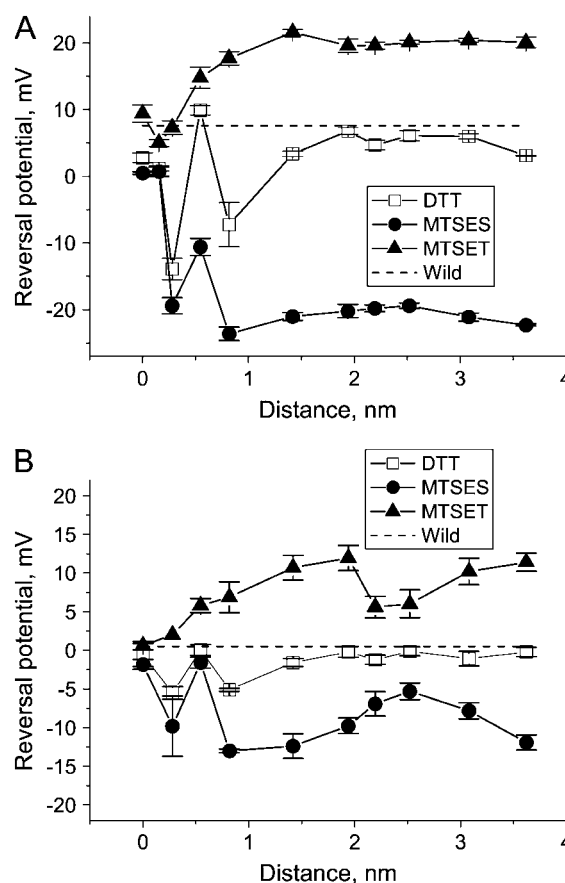 A
Reversal potential, mV
20
10
0
-10
-20
DTT
MTSES
MTSET
Wild
0
1
2
3
4
Distance, nm
B
Reversal potential, mV
20
15
10
5
0
-5
-10
-15
-20
DTT
MTSES
MTSET
Wild
0
1
2
3
4
Distance, nm